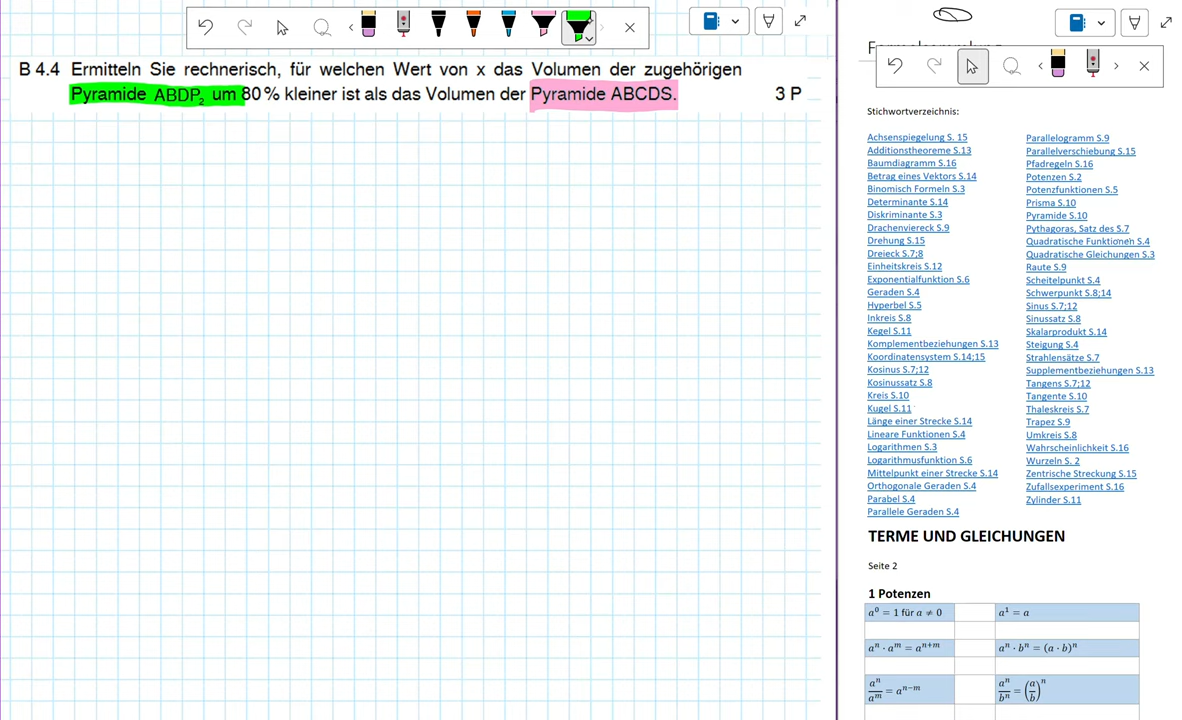 B 4.4 Ermitteln Sie rechnerisch, für welchen Wert von x das Volumen der zugehörigen
Pyramide ABDP₂ um 80 % kleiner ist als das Volumen der Pyramide ABCDS.
3 P
Stichwortverzeichnis:
Achsenspiegelung S. 15
Additionstheoreme S.13
Baumdiagramm S.16
Betrag eines Vektors S.14
Binomisch Formeln S.3
Determinante S.14
Diskriminante S.3
Drachenviereck S.9
Drehung S.15
Dreieck S.7;8
Einheitskreis S.12
Exponentialfunktion S.6
Geraden S.4
Hyperbel S.5
Inkreis S.8
Kegel S.11
Komplementbeziehungen S.13
Koordinatensystem S.14;15
Kosinus S.7;12
Kosinussatz S.8
Kreis S.10
Kugel S.11
Länge einer Strecke S.14
Lineare Funktionen S.4
Logarithmen S.3
Logarithmusfunktion S.6
Mittelpunkt einer Strecke S.14
Orthogonale Geraden S.4
Parabel S.4
Parallele Geraden S.4
Parallelogramm S.9
Parallelverschiebung S.15
Pfadregeln S.16
Potenzen S.2
Potenzfunktionen S.5
Prisma S.10
Pyramide S.10
Pythagoras, Satz des S.7
Quadratische Funktionen S.4
Quadratische Gleichungen S.3
Raute S.9
Scheitelpunkt S.4
Schwerpunkt S.8;14
Sinus S.7;12
Sinussatz S.8
Skalarprodukt S.14
Steigung S.4
Strahlensätze S.7
Supplementbeziehungen S.13
Tangens S.7;12
Tangente S.10
Thaleskreis S.7
Trapez S.9
Umkreis S.8
Wahrscheinlichkeit S.16
Wurzeln S. 2
Zentrische Streckung S.15
Zufallsexperiment S.16
Zylinder S.11
TERME UND GLEICHUNGEN
Seite 2
1 Potenzen
a⁰ = 1 für a ≠ 0
a¹ = a
aⁿ · aᵐ = aⁿ⁺ᵐ
aⁿ · bⁿ = (a · b)ⁿ
aⁿ/aᵐ = aⁿ⁻ᵐ
aⁿ/bⁿ = (a/b)ⁿ